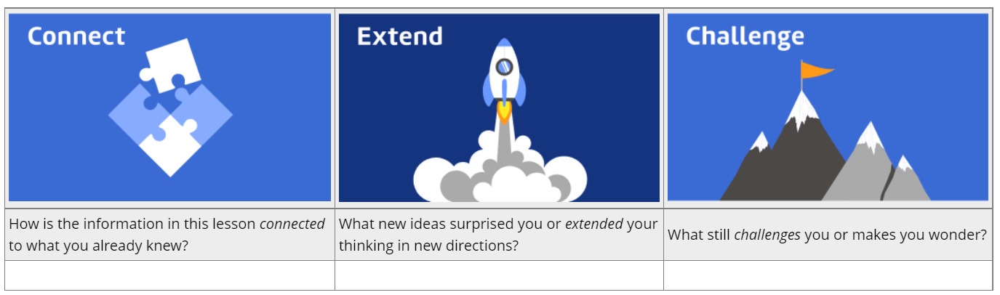 Connect
Extend
Challenge
How is the information in this lesson connected
to what you already knew?
What new ideas surprised you or extended your
thinking in new directions?
What still challenges you or makes you wonder?